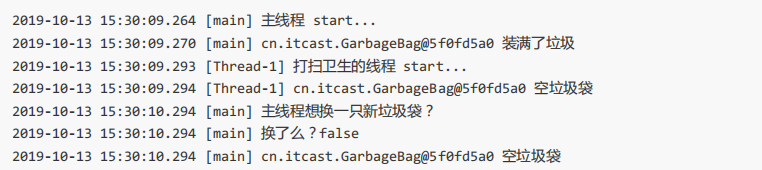 2019-10-13 15:30:09.264 [main] 主线程 start...
2019-10-13 15:30:09.270 [main] cn.itcast.GarbageBag@5f0fd5a0 装满了垃圾
2019-10-13 15:30:09.293 [Thread-1] 打扫卫生的线程 start...
2019-10-13 15:30:09.294 [Thread-1] cn.itcast.GarbageBag@5f0fd5a0 空垃圾袋
2019-10-13 15:30:10.294 [main] 主线程想换一只新垃圾袋？
2019-10-13 15:30:10.294 [main] 换了么？false
2019-10-13 15:30:10.294 [main] cn.itcast.GarbageBag@5f0fd5a0 空垃圾袋